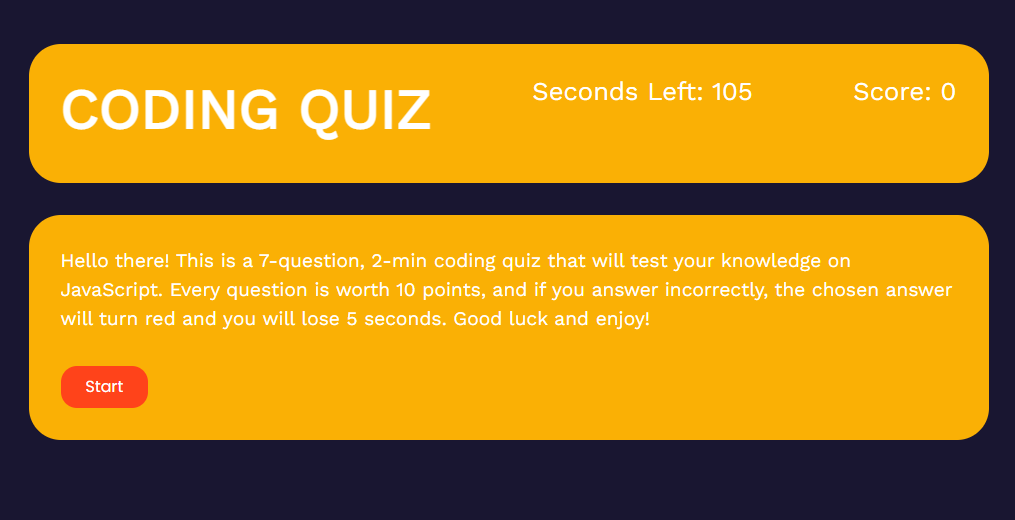 CODING QUIZ
Seconds Left: 105
Score: 0
Hello there! This is a 7-question, 2-min coding quiz that will test your knowledge on
JavaScript. Every question is worth 10 points, and if you answer incorrectly, the chosen answer
will turn red and you will lose 5 seconds. Good luck and enjoy!
Start